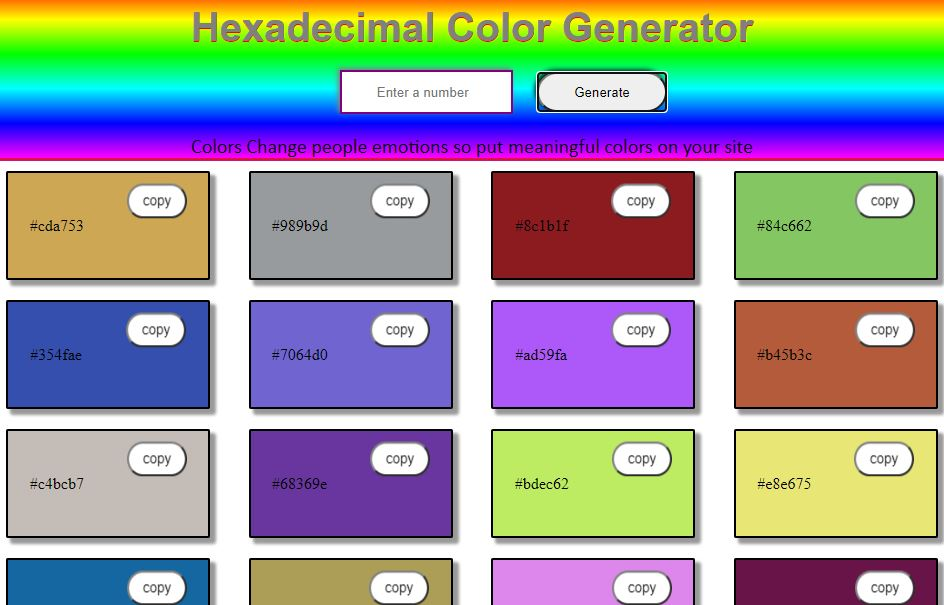 Hexadecimal Color Generator
Enter a number
Generate
Colors Change people emotions so put meaningful colors on your site
copy
#cda753
copy
#989b9d
copy
#8c1b1f
copy
#84c662
copy
#354fae
copy
#7064d0
copy
#ad59fa
copy
#b45b3c
copy
#c4bcb7
copy
#68369e
copy
#bdec62
copy
#e8e675
copy
copy
copy
copy